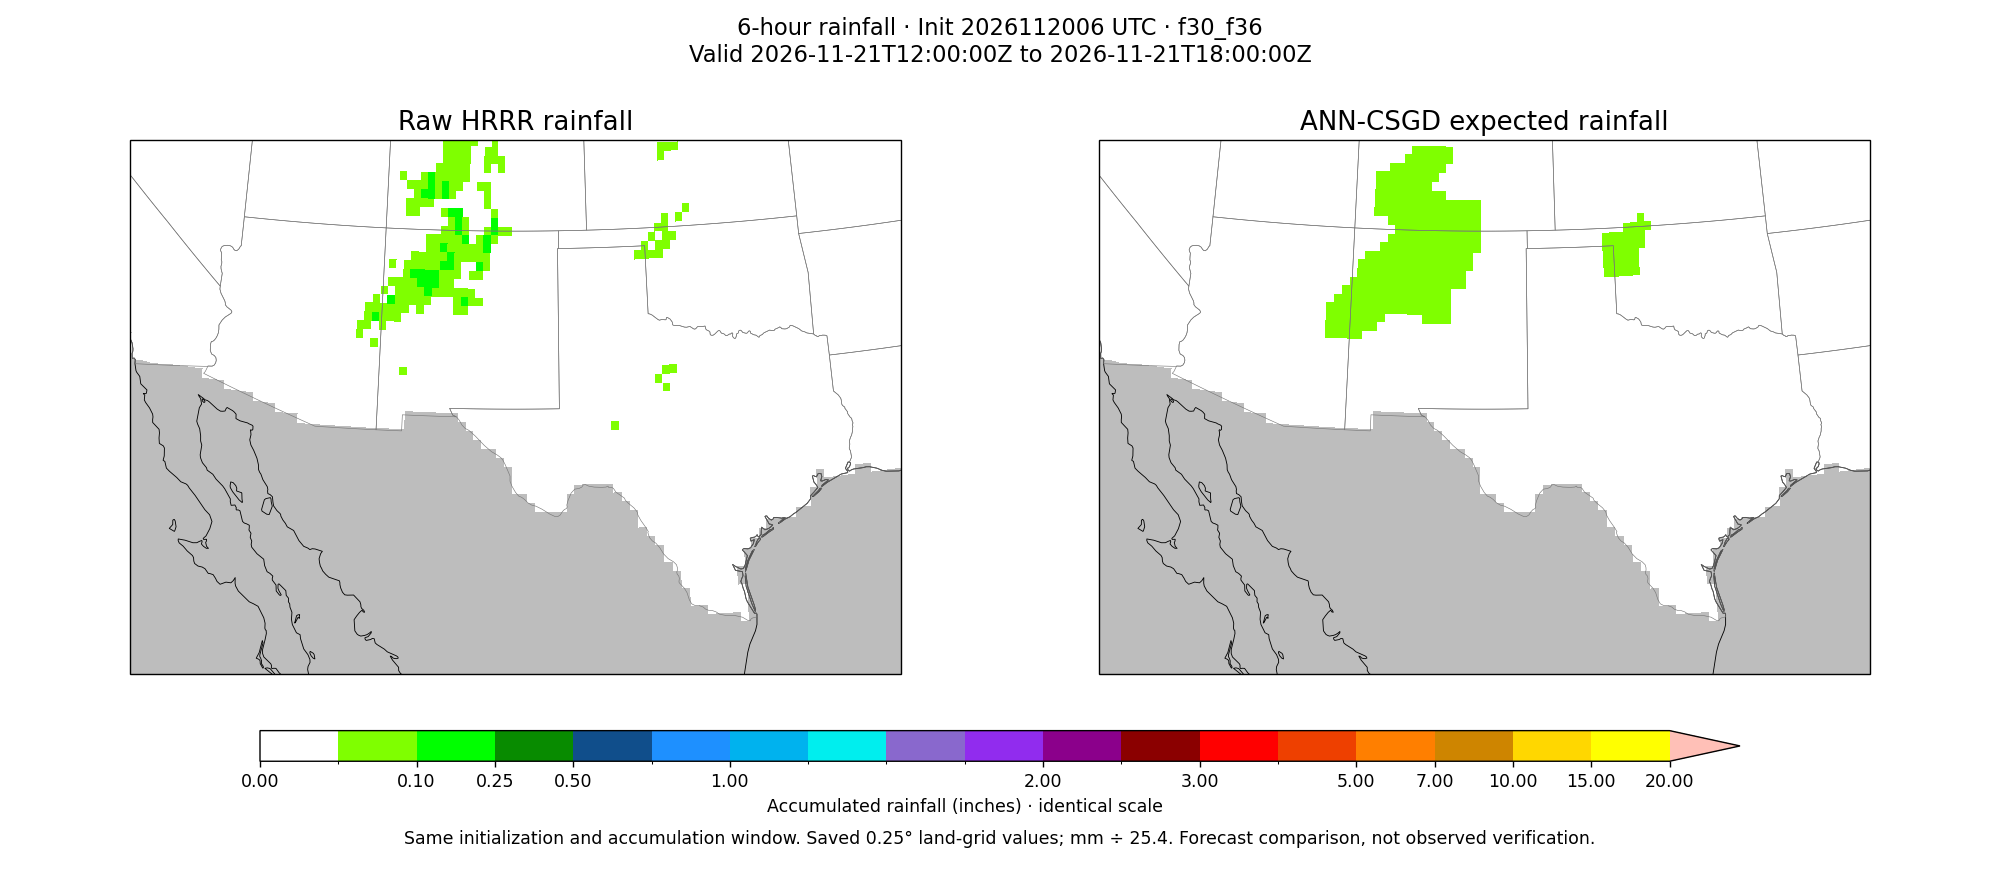 6-hour rainfall · Init 2026112006 UTC · f30_f36
Valid 2026-11-21T12:00:00Z to 2026-11-21T18:00:00Z
Raw HRRR rainfall
ANN-CSGD expected rainfall
0.00 0.10 0.25 0.50 1.00 2.00 3.00 5.00 7.00 10.00 15.00 20.00
Accumulated rainfall (inches) · identical scale
Same initialization and accumulation window. Saved 0.25° land-grid values; mm ÷ 25.4. Forecast comparison, not observed verification.